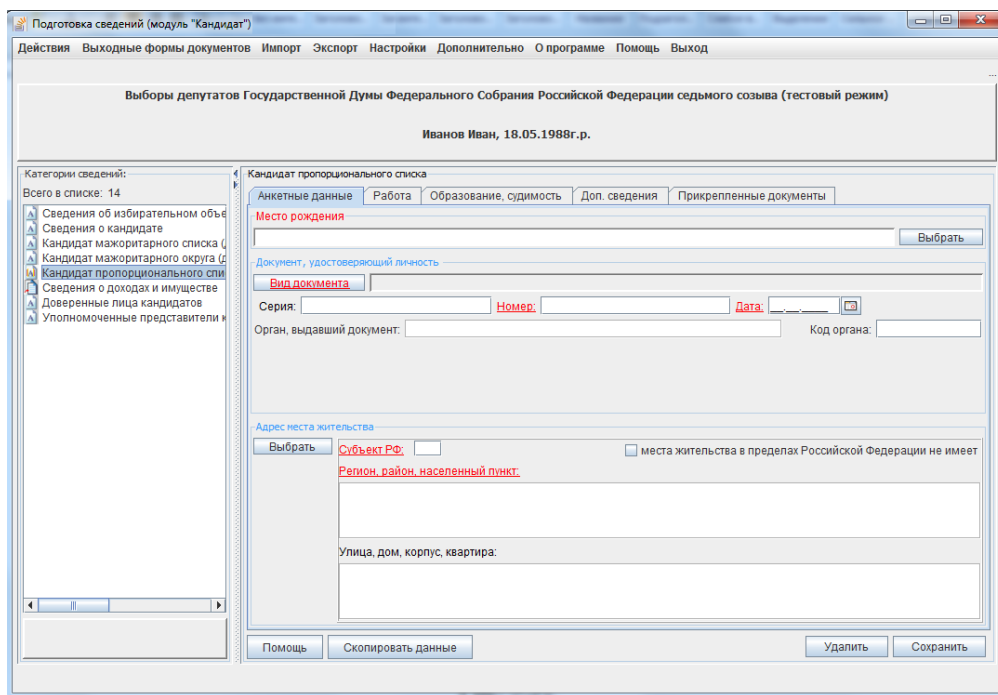 Подготовка сведений (модуль "Кандидат")
Действия Выходные формы документов Импорт Экспорт Настройки Дополнительно О программе Помощь Выход
...
Выборы депутатов Государственной Думы Федерального Собрания Российской Федерации седьмого созыва (тестовый режим)
Иванов Иван, 18.05.1988г.р.
Категории сведений:
Всего в списке: 14
Сведения об избирательном объе
Сведения о кандидате
Кандидат мажоритарного списка (
Кандидат мажоритарного округа (
Кандидат пропорционального спи
Сведения о доходах и имуществе
Доверенные лица кандидатов
Уполномоченные представители
Кандидат пропорционального списка
Анкетные данные Работа Образование, судимость Доп. сведения Прикрепленные документы
Место рождения
Выбрать
Документ, удостоверяющий личность
Вид документа
Серия: Номер: Дата: __.__.____
Орган, выдавший документ: Код органа:
Адрес места жительства
Выбрать Субъект РФ: места жительства в пределах Российской Федерации не имеет
Регион, район, населенный пункт:
Улица, дом, корпус, квартира:
Помощь Скопировать данные Удалить Сохранить